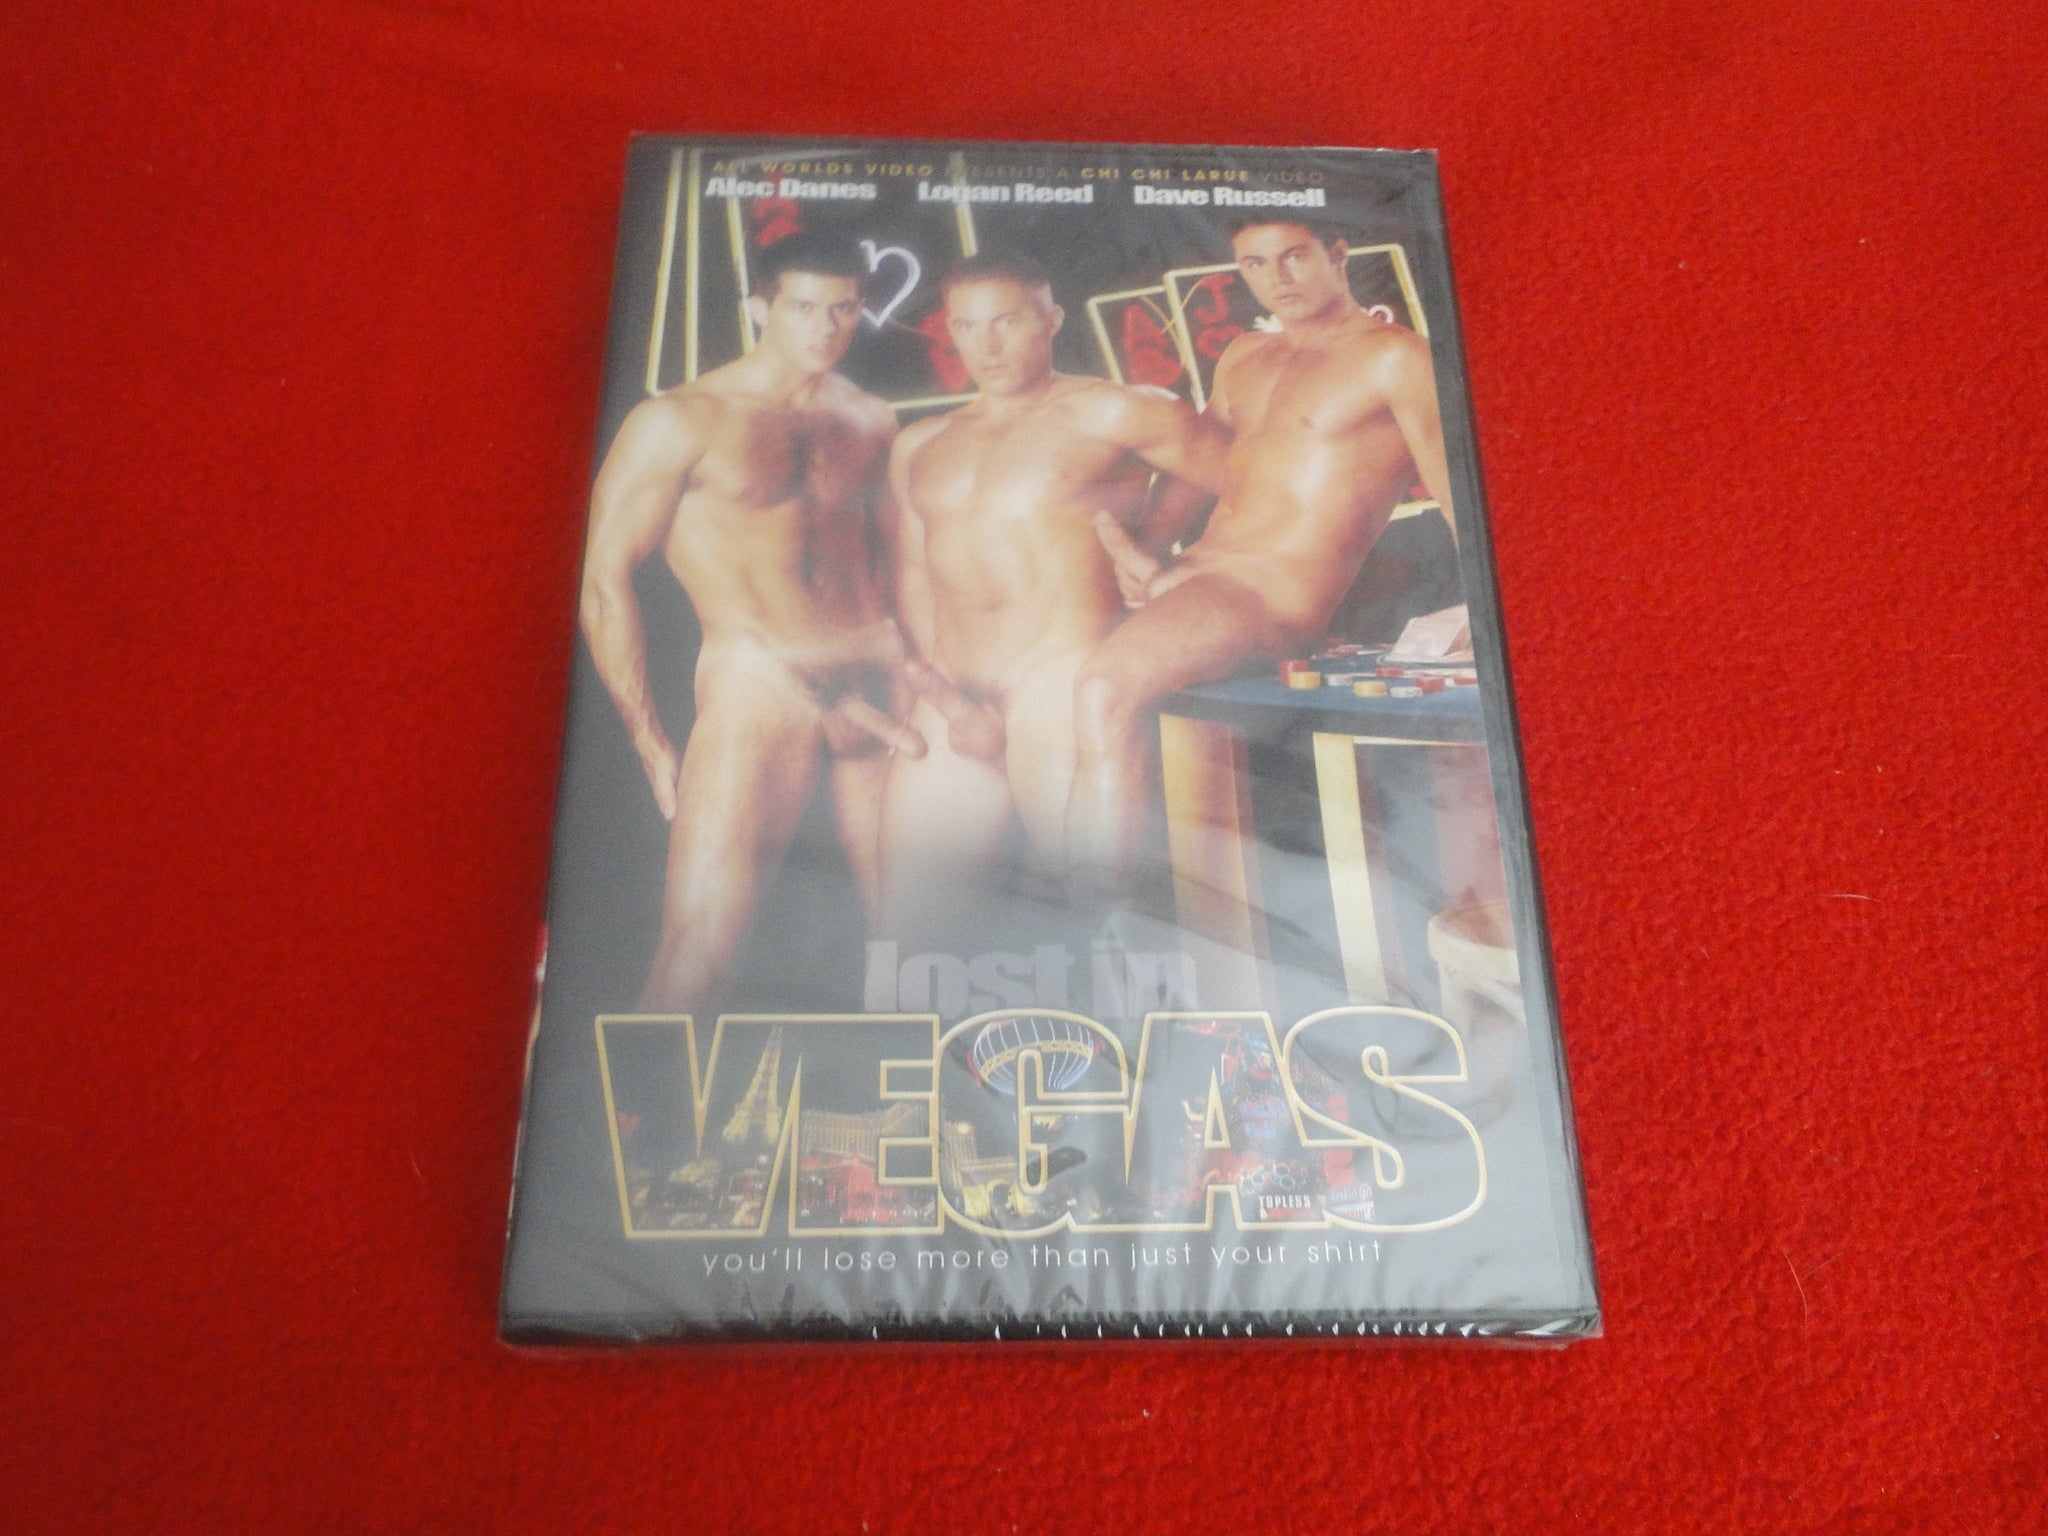 ALL WORLDS VIDEO PRESENTS A CHI CHI LARUE VIDEO
Alec Danes Logan Reed Dave Russell
2
A J
lost in
VEGAS
TOPLESS
you'll lose more than just your shirt